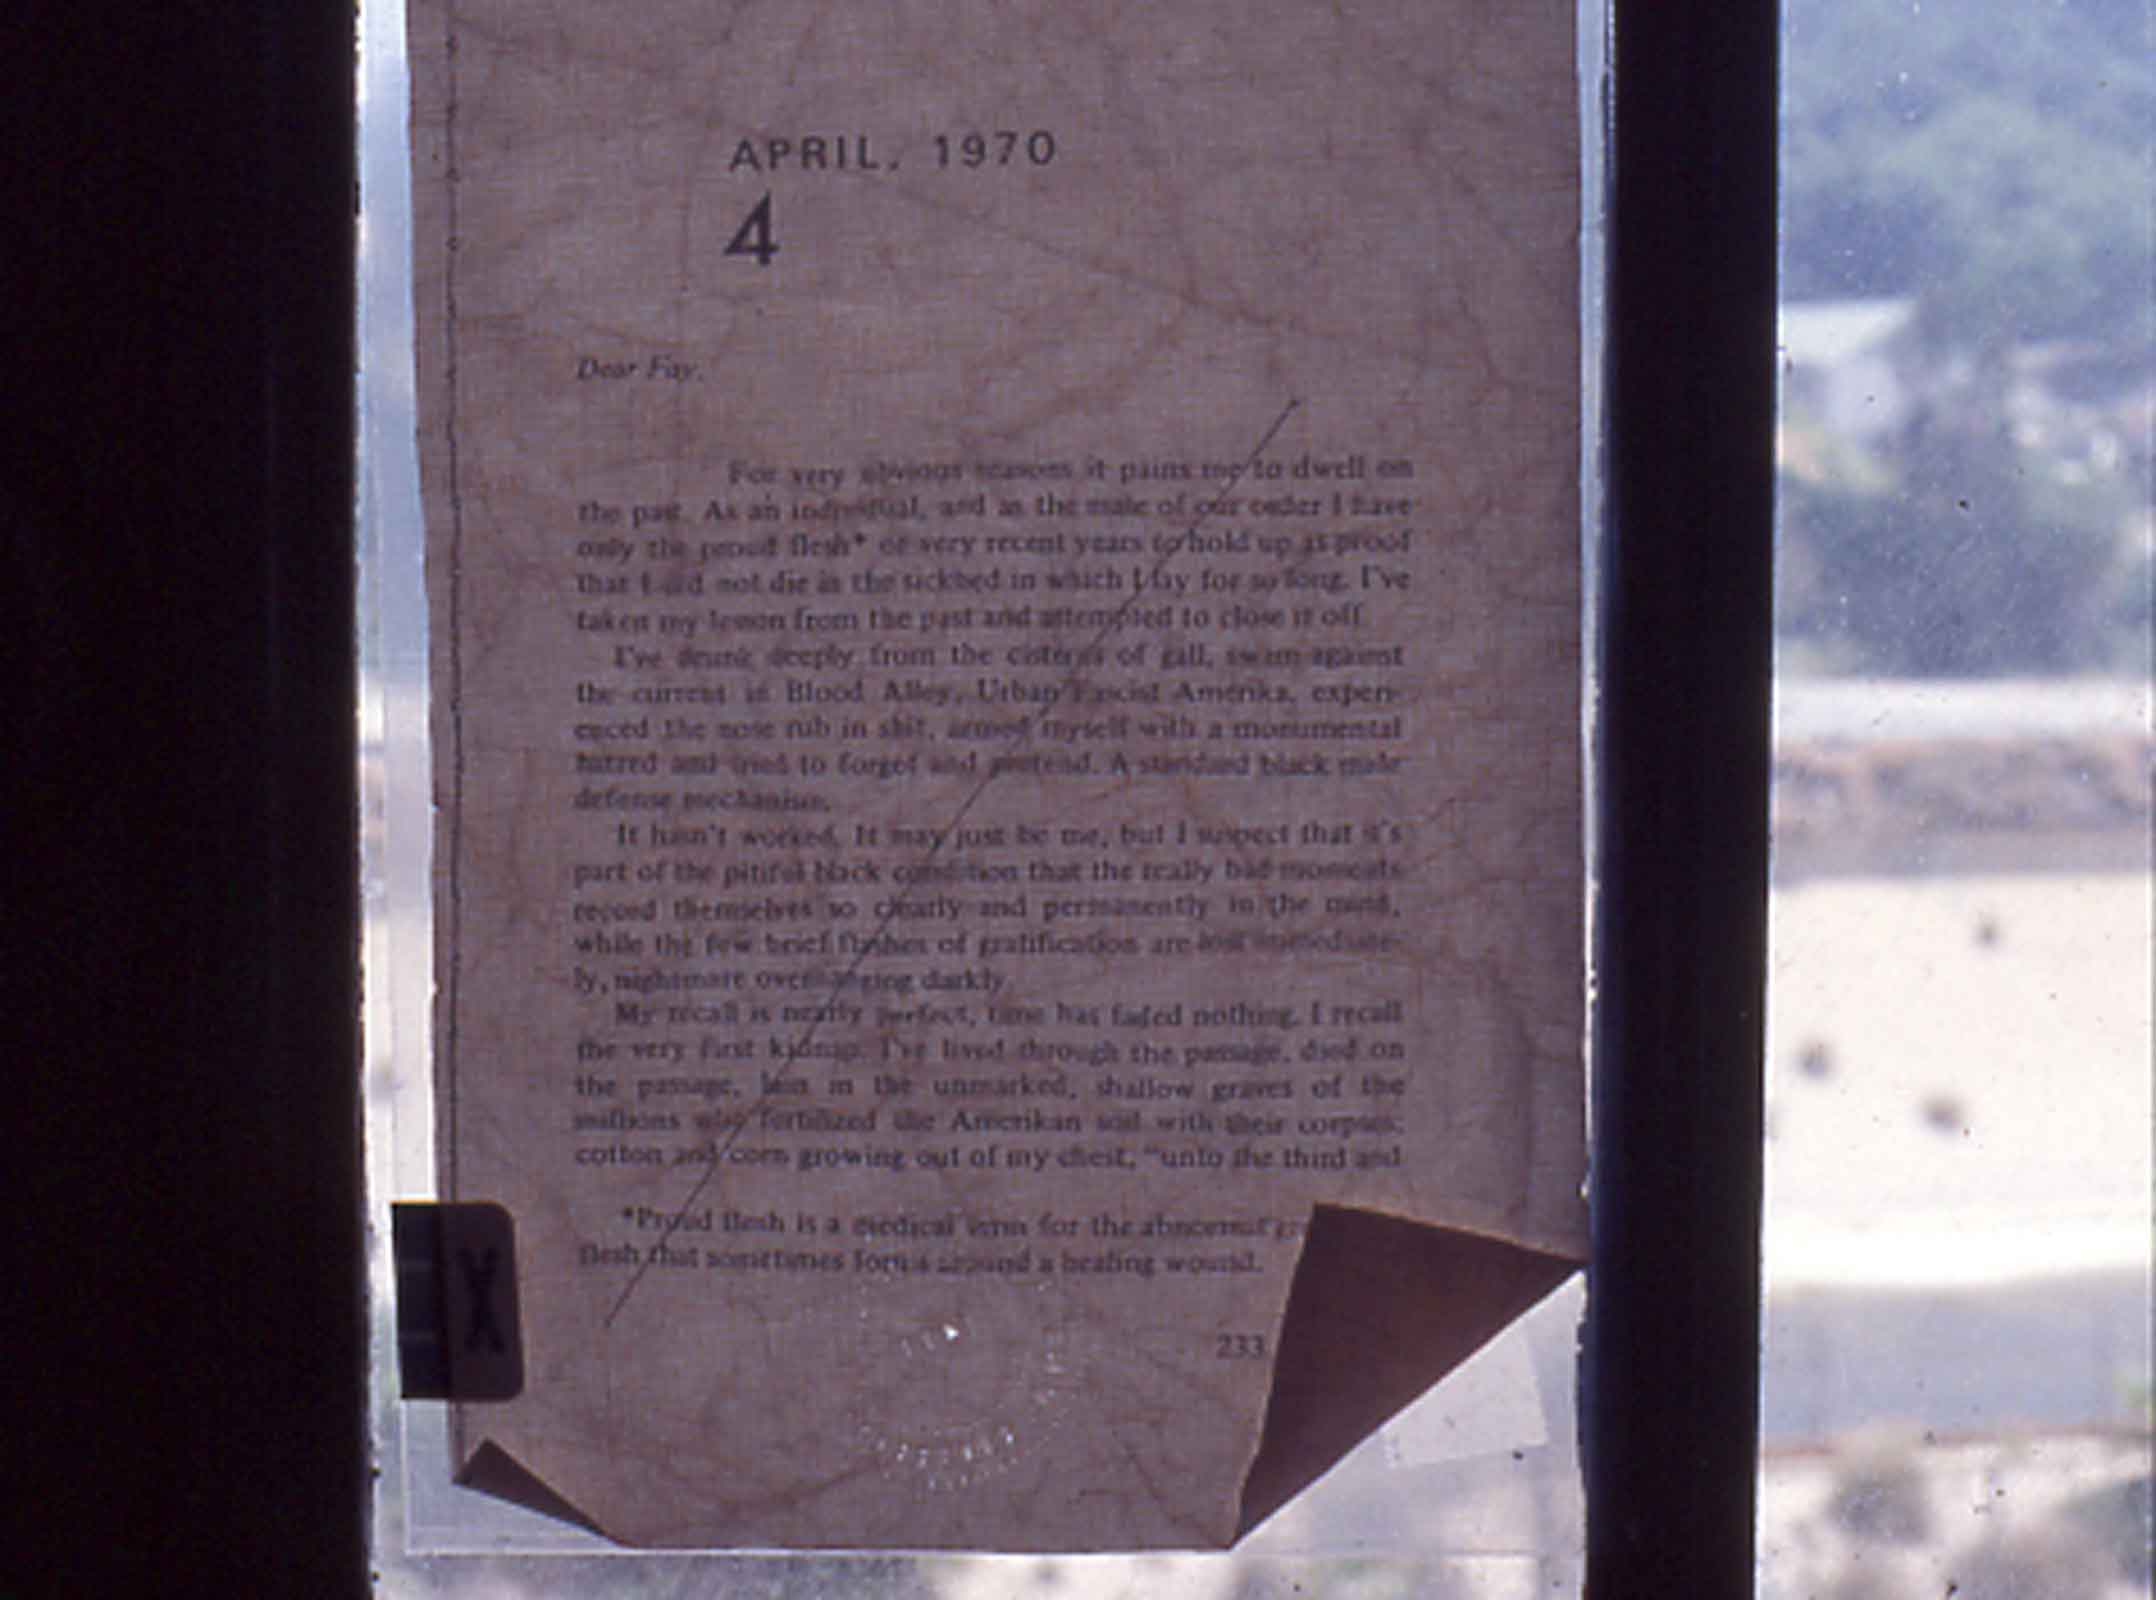 APRIL, 1970
4
Dear Fay,
For very obvious reasons it pains me to dwell on
the past. As an individual, and as the male of our order I have
only the proud flesh* of very recent years to hold up as proof
that I did not die in the sickbed in which I lay for so long. I've
taken my lesson from the past and attempted to close it off.
I've drunk deeply from the cisterns of gall, swam against
the current in Blood Alley, Urban Fascist Amerika, experi-
enced the nose rub in shit, armed myself with a monumental
hatred and tried to forget and pretend. A standard black male
defense mechanism.
It hasn't worked. It may just be me, but I suspect that it's
part of the pitiful black condition that the really bad moments
record themselves so clearly and permanently in the mind,
while the few brief flashes of gratification are lost immediate-
ly, nightmare overhanging darkly.
My recall is nearly perfect, time has faded nothing. I recall
the very first kidnap. I've lived through the passage, died on
the passage, lain in the unmarked, shallow graves of the
millions who fertilized the Amerikan soil with their corpses;
cotton and corn growing out of my chest, "unto the third and
*Proud flesh is a medical term for the abnormal
flesh that sometimes forms around a healing wound.
233
X